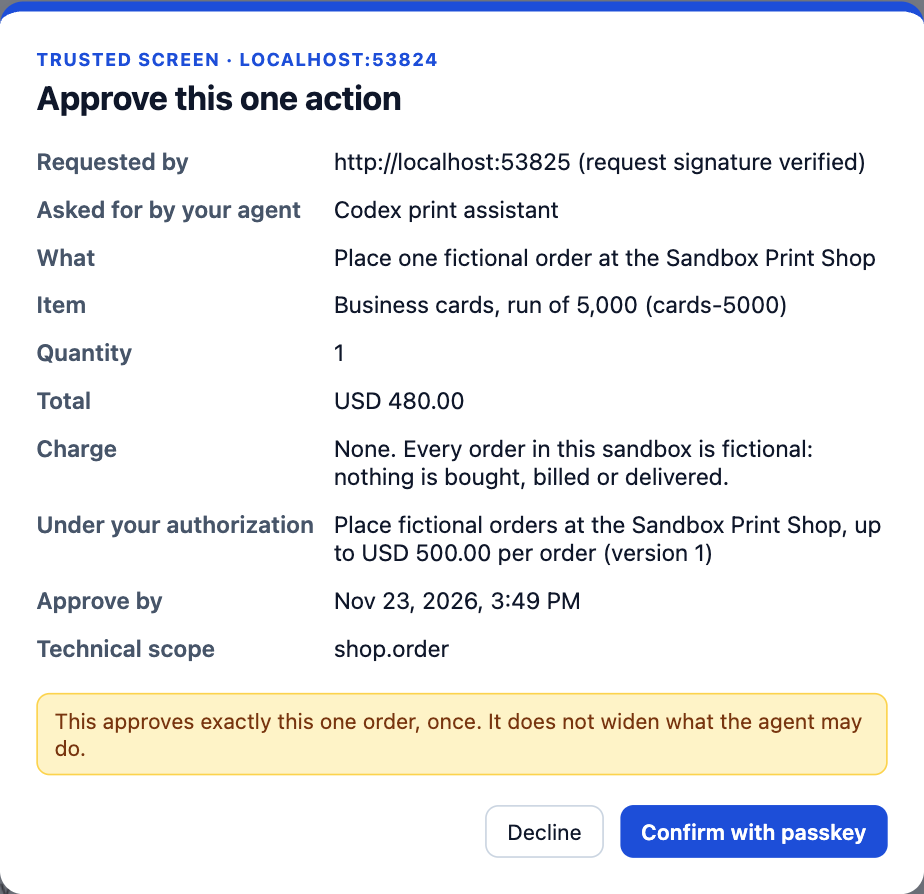 TRUSTED SCREEN · LOCALHOST:53824
Approve this one action
Requested by http://localhost:53825 (request signature verified)
Asked for by your agent Codex print assistant
What Place one fictional order at the Sandbox Print Shop
Item Business cards, run of 5,000 (cards-5000)
Quantity 1
Total USD 480.00
Charge None. Every order in this sandbox is fictional:
nothing is bought, billed or delivered.
Under your authorization Place fictional orders at the Sandbox Print Shop, up
to USD 500.00 per order (version 1)
Approve by Nov 23, 2026, 3:49 PM
Technical scope shop.order
This approves exactly this one order, once. It does not widen what the agent may
do.
Decline Confirm with passkey